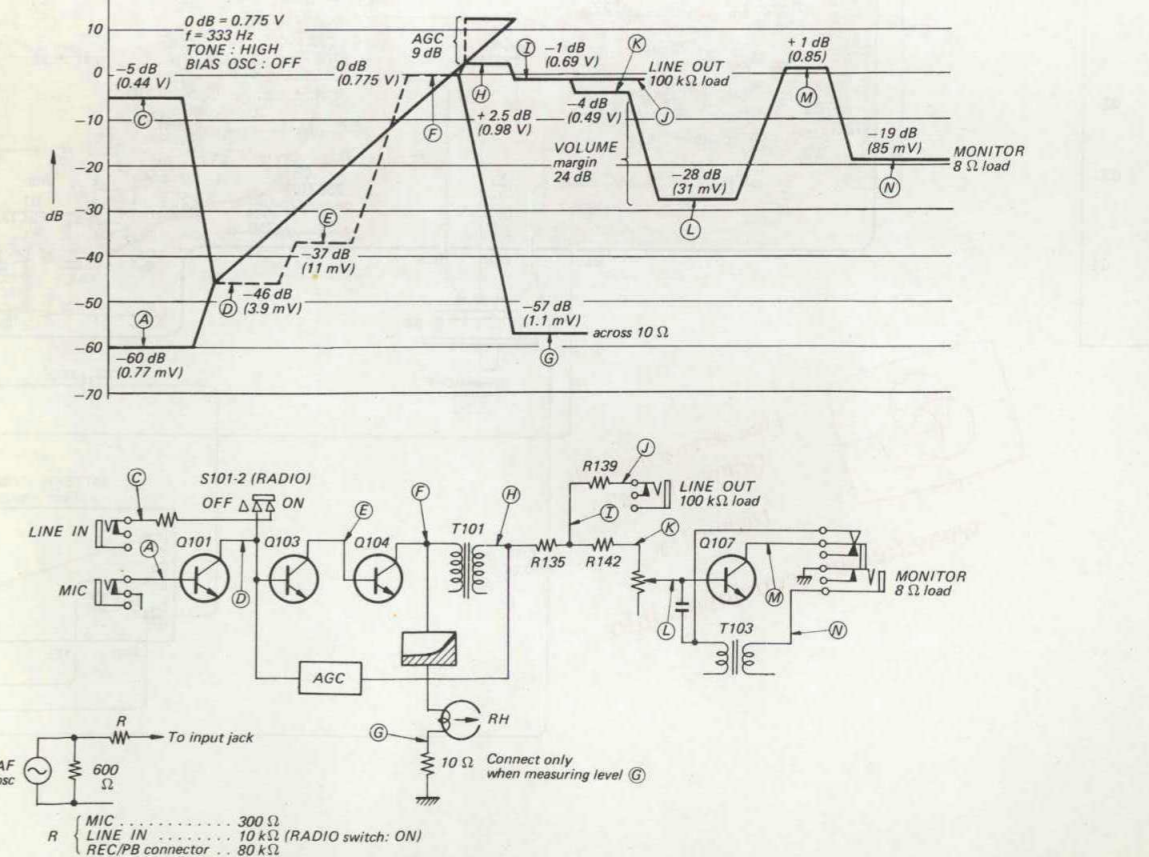 10
0
−10
−20
−30
−40
−50
−60
−70
dB
0 dB = 0.775 V
f = 333 Hz
TONE : HIGH
BIAS OSC : OFF
−5 dB
(0.44 V)
C
A
−60 dB
(0.77 mV)
D
−46 dB
(3.9 mV)
E
−37 dB
(11 mV)
0 dB
(0.775 V)
F
AGC
9 dB
H
+ 2.5 dB
(0.98 V)
I
−1 dB
(0.69 V)
K
LINE OUT
100 kΩ load
J
−4 dB
(0.49 V)
VOLUME
margin
24 dB
−28 dB
(31 mV)
L
+ 1 dB
(0.85)
M
−19 dB
(85 mV)
MONITOR
8 Ω load
N
−57 dB
(1.1 mV)
across 10 Ω
G
C
S101-2 (RADIO)
OFF
ON
LINE IN
A
MIC
Q101
D
Q103
E
Q104
F
T101
H
R135
I
R139
J
LINE OUT
100 kΩ load
R142
K
Q107
L
M
MONITOR
8 Ω load
N
T103
AGC
RH
G
10 Ω
Connect only
when measuring level G
R
To input jack
AF
osc
600
Ω
R
MIC . . . . . . . . . . . . 300 Ω
LINE IN . . . . . . . . 10 kΩ (RADIO switch: ON)
REC/PB connector . . 80 kΩ